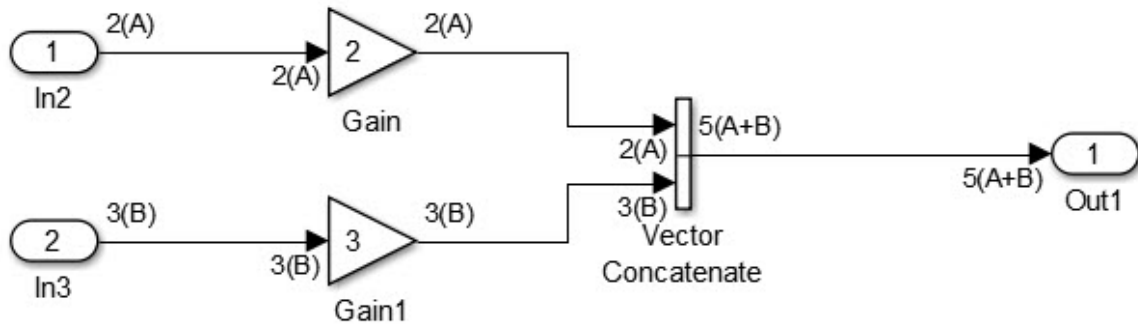 2(A)
1
2(A)
In2
2
2(A)
Gain
5(A+B)
2(A)
1
5(A+B)
Out1
3(B)
2
3(B)
In3
3
3(B)
Gain1
3(B)
Vector
Concatenate